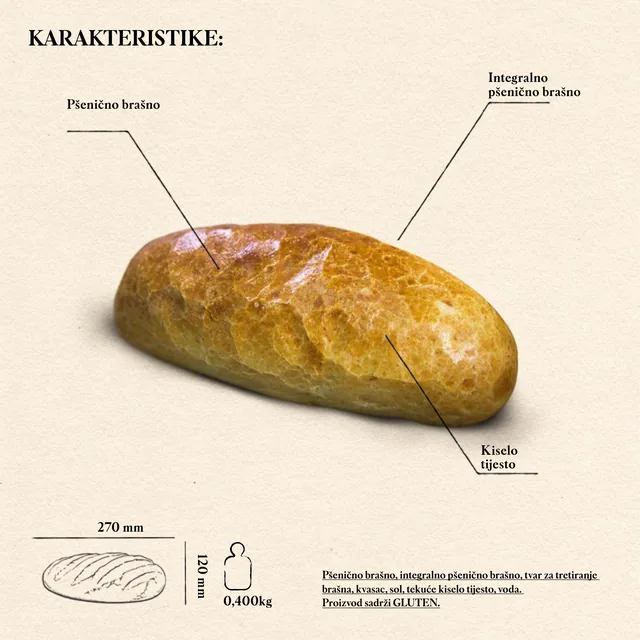 KARAKTERISTIKE:
Pšenično brašno
Integralno
pšenično brašno
Kiselo
tijesto
270 mm
120 mm
0,400kg
Pšenično brašno, integralno pšenično brašno, tvar za tretiranje
brašna, kvasac, sol, tekuće kiselo tijesto, voda.
Proizvod sadrži GLUTEN.